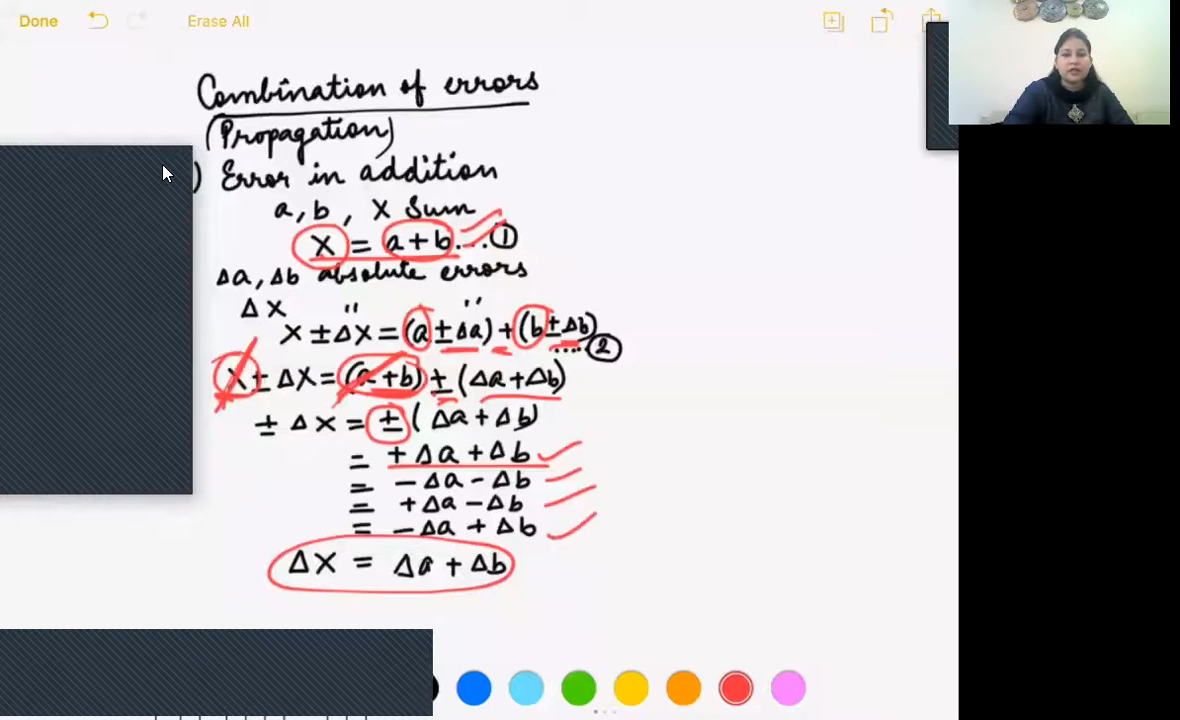 Done
Erase All
Combination of errors
(Propagation)
) Error in addition
a, b, X Sum
X = a+b ....①
Δa, Δb absolute errors
ΔX " "
X ± ΔX = (a ± Δa) + (b ± Δb)
....②
X ± ΔX = (a+b) ± (Δa+Δb)
± ΔX = ± (Δa+Δb)
= +Δa+Δb
= -Δa-Δb
= +Δa-Δb
= -Δa+Δb
ΔX = Δa+Δb